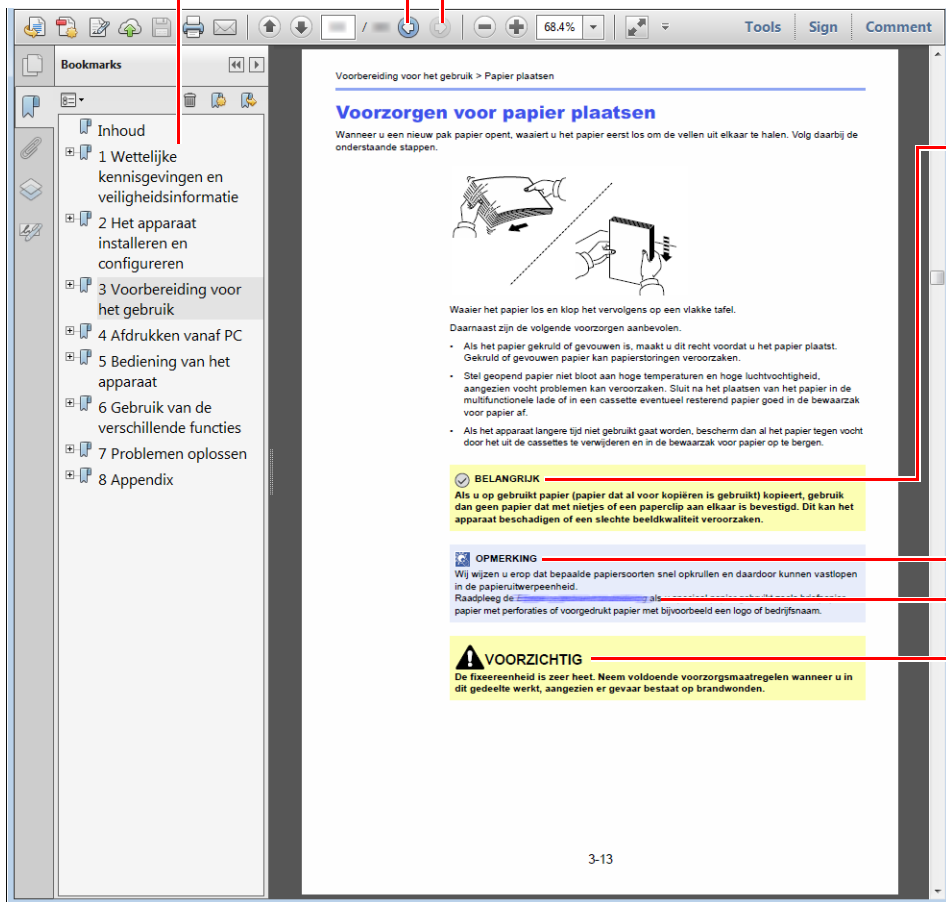 68.4%
Tools
Sign
Comment
Bookmarks
Inhoud
1 Wettelijke
kennisgevingen en
veiligheidsinformatie
2 Het apparaat
installeren en
configureren
3 Voorbereiding voor
het gebruik
4 Afdrukken vanaf PC
5 Bediening van het
apparaat
6 Gebruik van de
verschillende functies
7 Problemen oplossen
8 Appendix
Voorbereiding voor het gebruik > Papier plaatsen
Voorzorgen voor papier plaatsen
Wanneer u een nieuw pak papier opent, waaiert u het papier eerst los om de vellen uit elkaar te halen. Volg daarbij de
onderstaande stappen.
Waaier het papier los en klop het vervolgens op een vlakke tafel.
Daarnaast zijn de volgende voorzorgen aanbevolen.
• Als het papier gekruld of gevouwen is, maakt u dit recht voordat u het papier plaatst.
Gekruld of gevouwen papier kan papierstoringen veroorzaken.
• Stel geopend papier niet bloot aan hoge temperaturen en hoge luchtvochtigheid,
aangezien vocht problemen kan veroorzaken. Sluit na het plaatsen van het papier in de
multifunctionele lade of in een cassette eventueel resterend papier goed in de bewaarzak
voor papier af.
• Als het apparaat langere tijd niet gebruikt gaat worden, bescherm dan al het papier tegen vocht
door het uit de cassettes te verwijderen en in de bewaarzak voor papier op te bergen.
BELANGRIJK
Als u op gebruikt papier (papier dat al voor kopiëren is gebruikt) kopieert, gebruik
dan geen papier dat met nietjes of een paperclip aan elkaar is bevestigd. Dit kan het
apparaat beschadigen of een slechte beeldkwaliteit veroorzaken.
OPMERKING
Wij wijzen u erop dat bepaalde papiersoorten snel opkrullen en daardoor kunnen vastlopen
in de papieruitwerpeenheid.
Raadpleeg de als u speciaal papier gebruikt zoals briefpapier,
papier met perforaties of voorgedrukt papier met bijvoorbeeld een logo of bedrijfsnaam.
VOORZICHTIG
De fixeereenheid is zeer heet. Neem voldoende voorzorgsmaatregelen wanneer u in
dit gedeelte werkt, aangezien er gevaar bestaat op brandwonden.
3-13